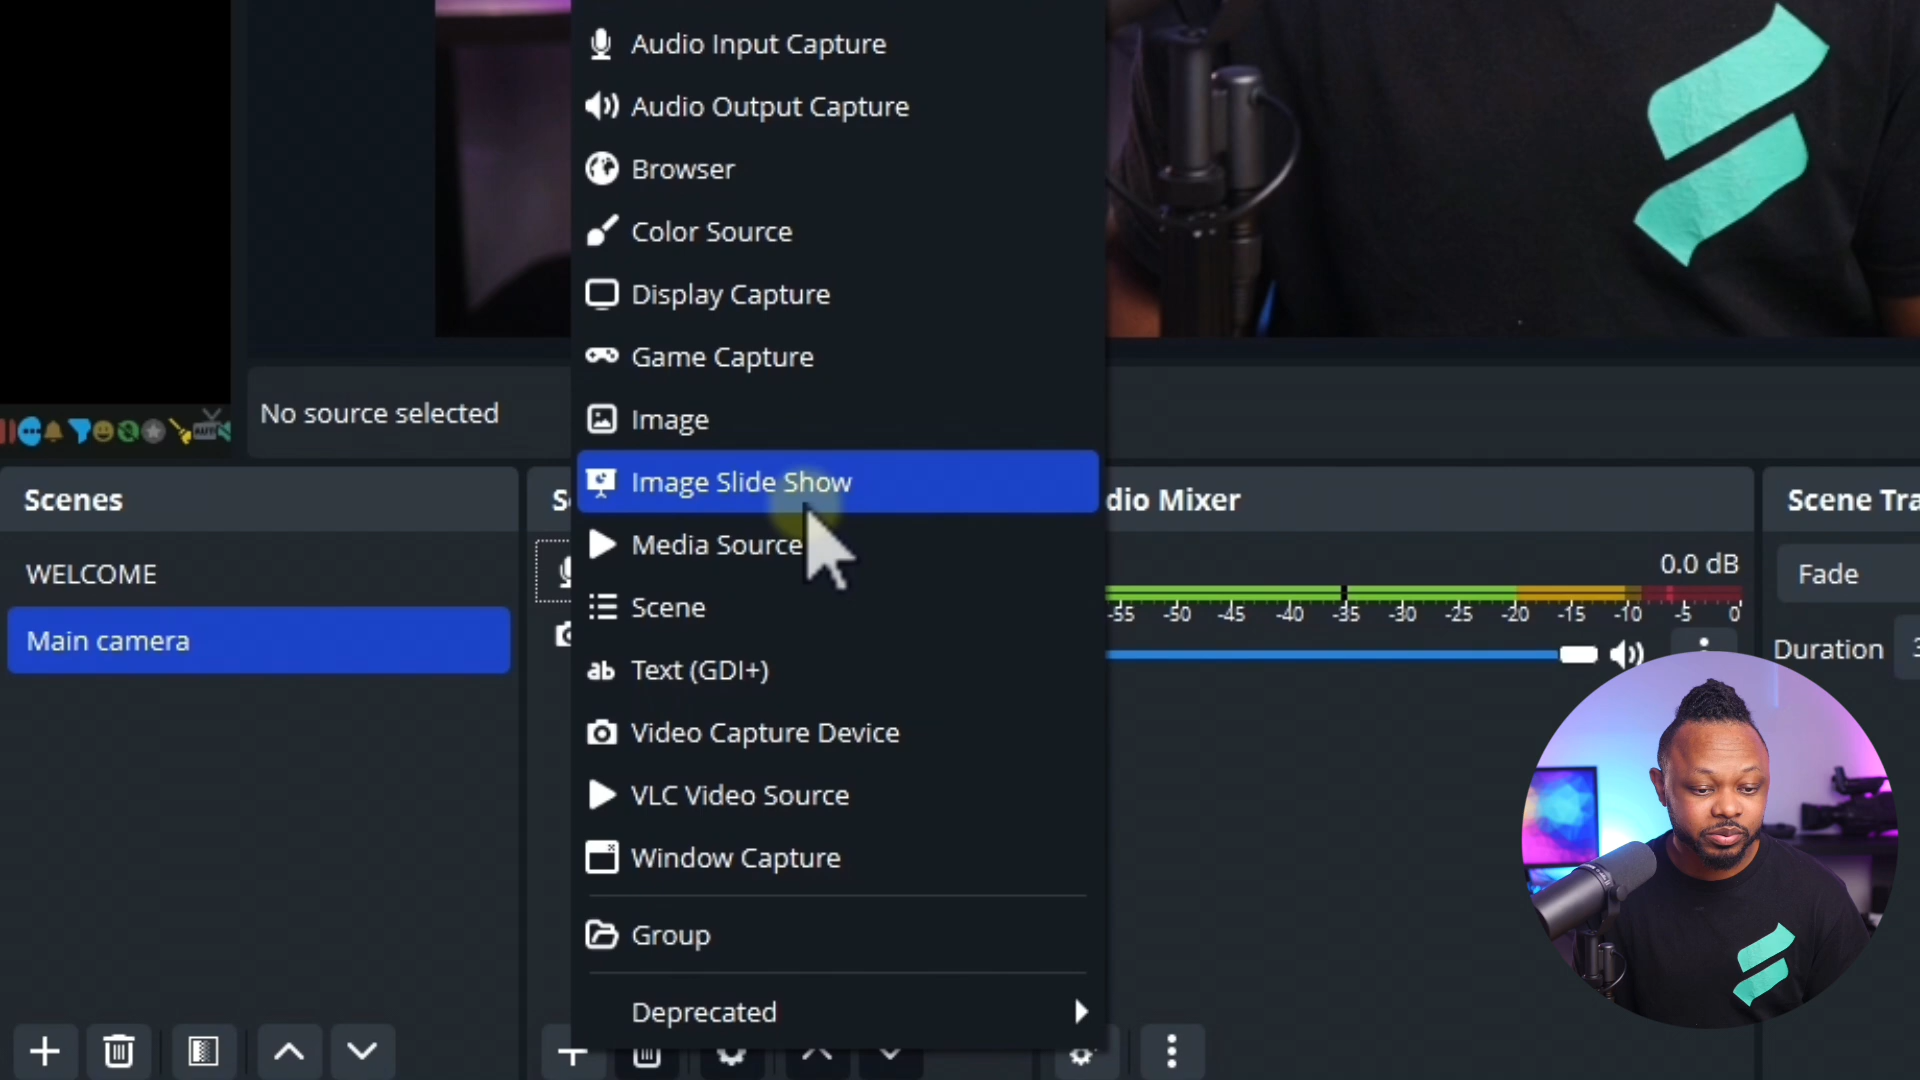 Audio Input Capture
Audio Output Capture
Browser
Color Source
Display Capture
Game Capture
Image
No source selected
Image Slide Show
Scenes
dio Mixer
Scene Tra
Media Source
0.0 dB
WELCOME
Fade
Scene
-55 -50 -45 -40 -35 -30 -25 -20 -15 -10 -5 0
Main camera
Duration
ab Text (GDI+)
Video Capture Device
VLC Video Source
Window Capture
Group
Deprecated